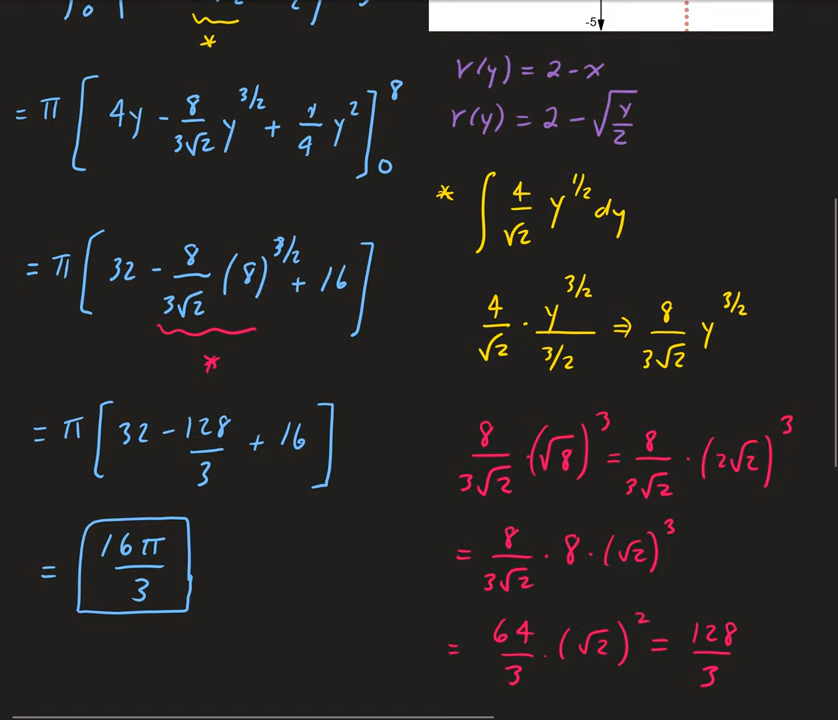 *
= π [ 4y - 8/(3√2) y^(3/2) + 1/4 y^2 ]_0^8
= π [ 32 - 8/(3√2) (8)^(3/2) + 16 ]
*
= π [ 32 - 128/3 + 16 ]
= 16π/3
-5
r(y) = 2 - x
r(y) = 2 - √(y/2)
* ∫ 4/√2 y^(1/2) dy
4/√2 · y^(3/2)/(3/2) ⇒ 8/(3√2) y^(3/2)
8/(3√2) · (√8)^3 = 8/(3√2) · (2√2)^3
= 8/(3√2) · 8 · (√2)^3
= 64/3 · (√2)^2 = 128/3